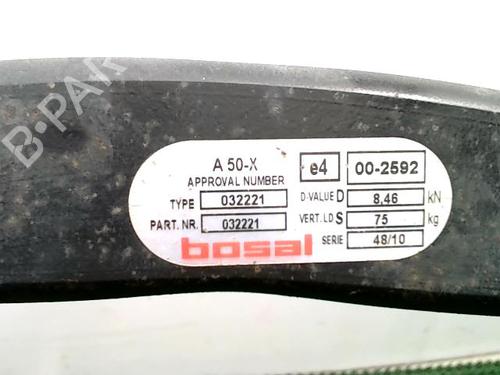 B-PARTS
A 50-X e4 00-2592
APPROVAL NUMBER
TYPE 032221 D-VALUE D 8,46 kN
PART. NR. 032221 VERT. LD. S 75 kg
bosal SERIE 48/10